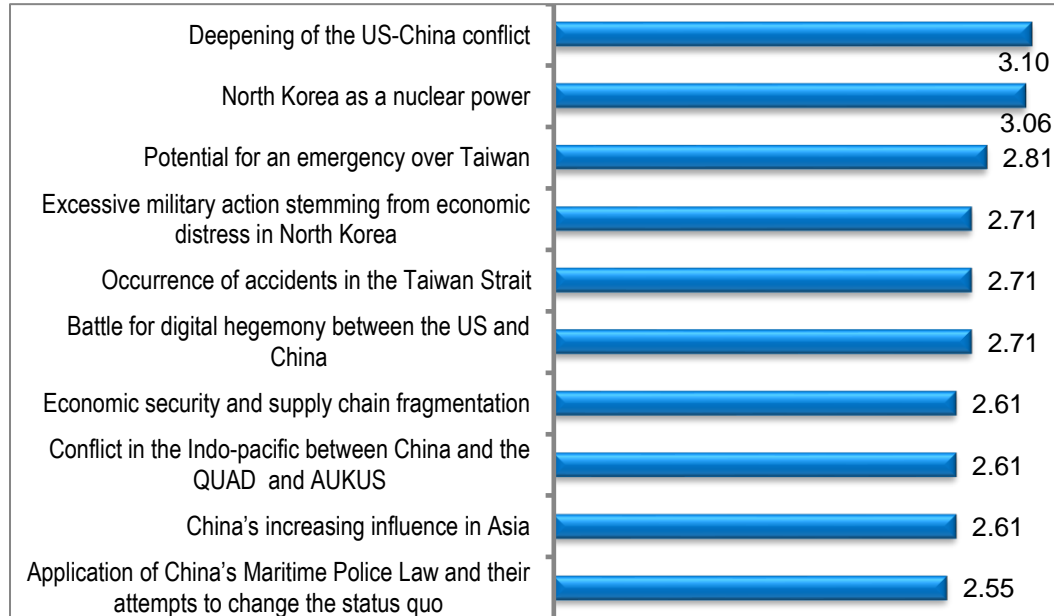 Deepening of the US-China conflict
3.10
North Korea as a nuclear power
3.06
Potential for an emergency over Taiwan
2.81
Excessive military action stemming from economic
distress in North Korea
2.71
Occurrence of accidents in the Taiwan Strait
2.71
Battle for digital hegemony between the US and
China
2.71
Economic security and supply chain fragmentation
2.61
Conflict in the Indo-pacific between China and the
QUAD  and AUKUS
2.61
China’s increasing influence in Asia
2.61
Application of China’s Maritime Police Law and their
attempts to change the status quo
2.55